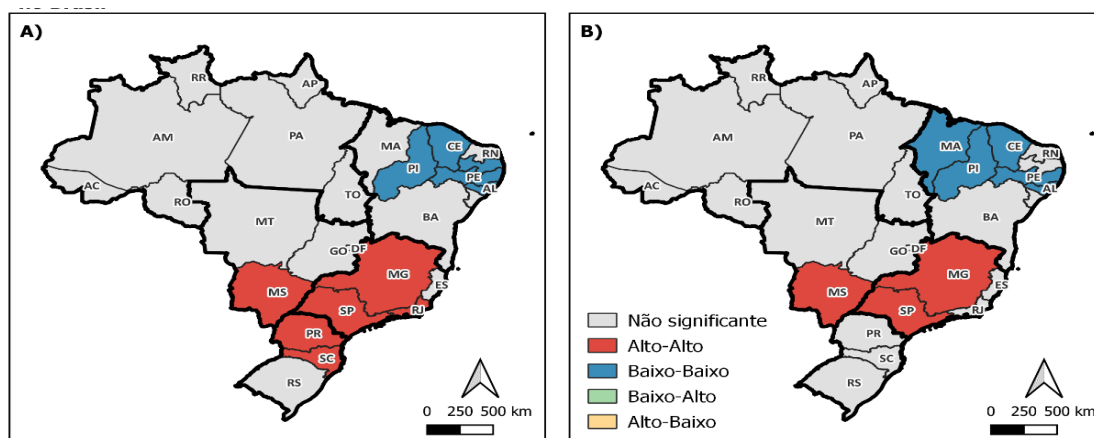 A)
RR
AP
AM
PA
MA
CE
RN
PI
PE
AL
AC
TO
RO
BA
MT
GO
DF
MG
ES
MS
SP
RJ
PR
SC
RS
0 250 500 km
B)
RR
AP
AM
PA
MA
CE
RN
PI
PE
AL
AC
TO
RO
BA
MT
GO
DF
MG
ES
MS
SP
RJ
PR
SC
RS
Não significante
Alto-Alto
Baixo-Baixo
Baixo-Alto
Alto-Baixo
0 250 500 km